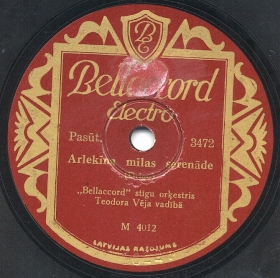 Bellaccord
Electro
Pasūt. 3472
Arlekina mīlas serenāde
„Bellaccord" stīgu orķestris
Teodora Vēja vadībā
M 4012
LATVIJAS RAŽOJUMS